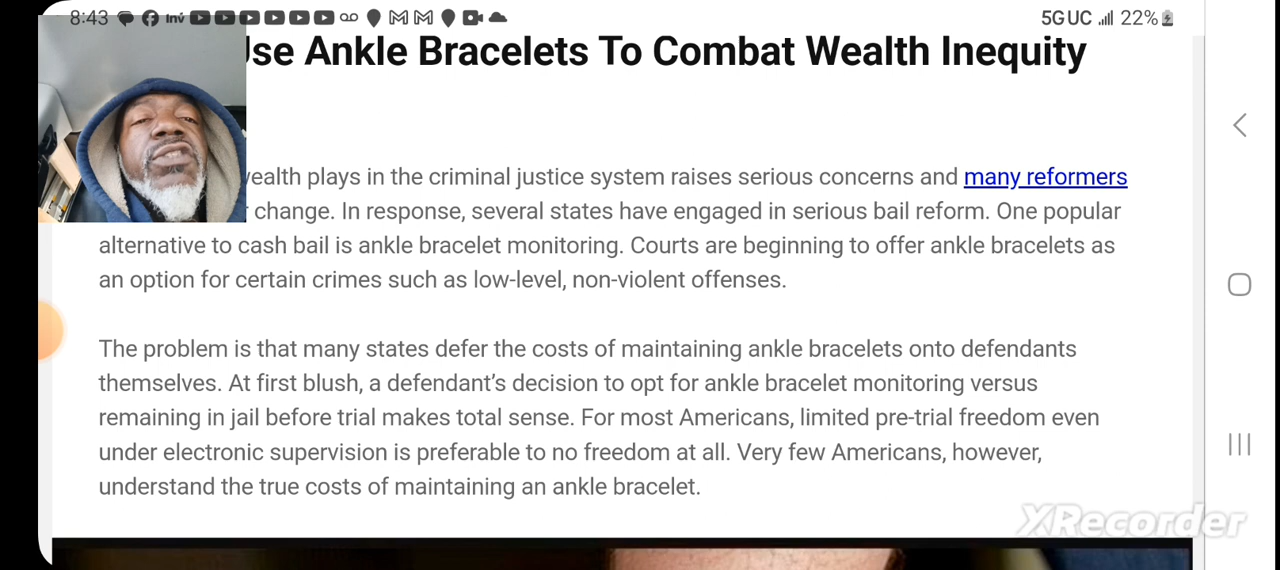 8:43 Inv 5G UC 22%
Use Ankle Bracelets To Combat Wealth Inequity
wealth plays in the criminal justice system raises serious concerns and many reformers
change. In response, several states have engaged in serious bail reform. One popular
alternative to cash bail is ankle bracelet monitoring. Courts are beginning to offer ankle bracelets as
an option for certain crimes such as low-level, non-violent offenses.
The problem is that many states defer the costs of maintaining ankle bracelets onto defendants
themselves. At first blush, a defendant’s decision to opt for ankle bracelet monitoring versus
remaining in jail before trial makes total sense. For most Americans, limited pre-trial freedom even
under electronic supervision is preferable to no freedom at all. Very few Americans, however,
understand the true costs of maintaining an ankle bracelet.
XRecorder